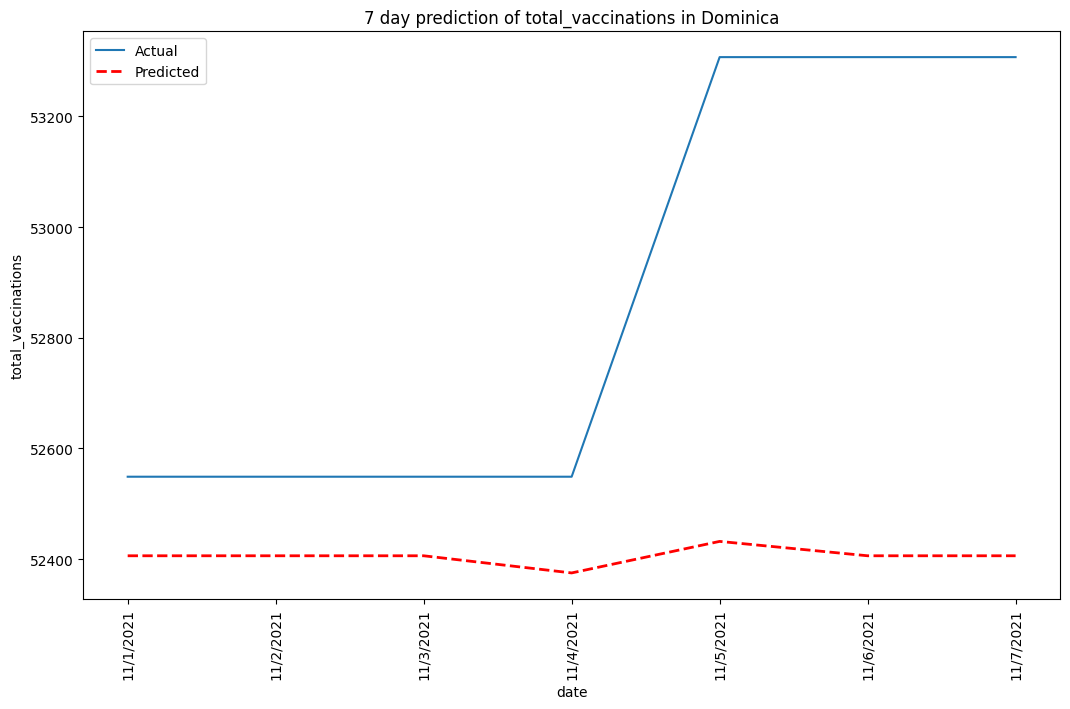 7 day prediction of total_vaccinations in Dominica
Actual
Predicted
total_vaccinations
53200
53000
52800
52600
52400
11/1/2021
11/2/2021
11/3/2021
11/4/2021
11/5/2021
11/6/2021
11/7/2021
date